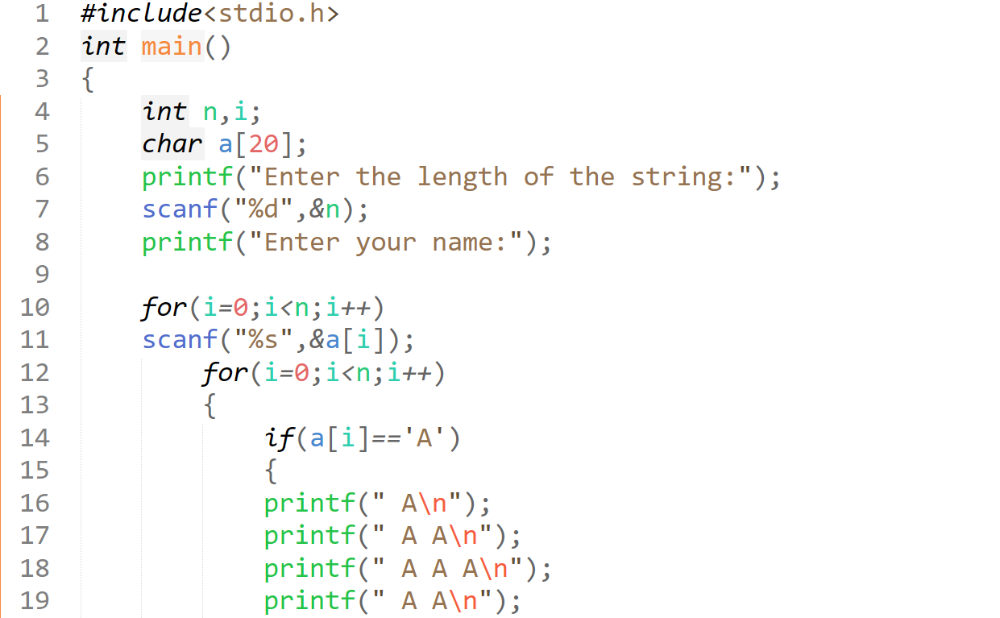 1 #include<stdio.h>
2 int main()
3 {
4 int n,i;
5 char a[20];
6 printf("Enter the length of the string:");
7 scanf("%d",&n);
8 printf("Enter your name:");
9
10 for(i=0;i<n;i++)
11 scanf("%s",&a[i]);
12 for(i=0;i<n;i++)
13 {
14 if(a[i]=='A')
15 {
16 printf(" A\n");
17 printf(" A A\n");
18 printf(" A A A\n");
19 printf(" A A\n");